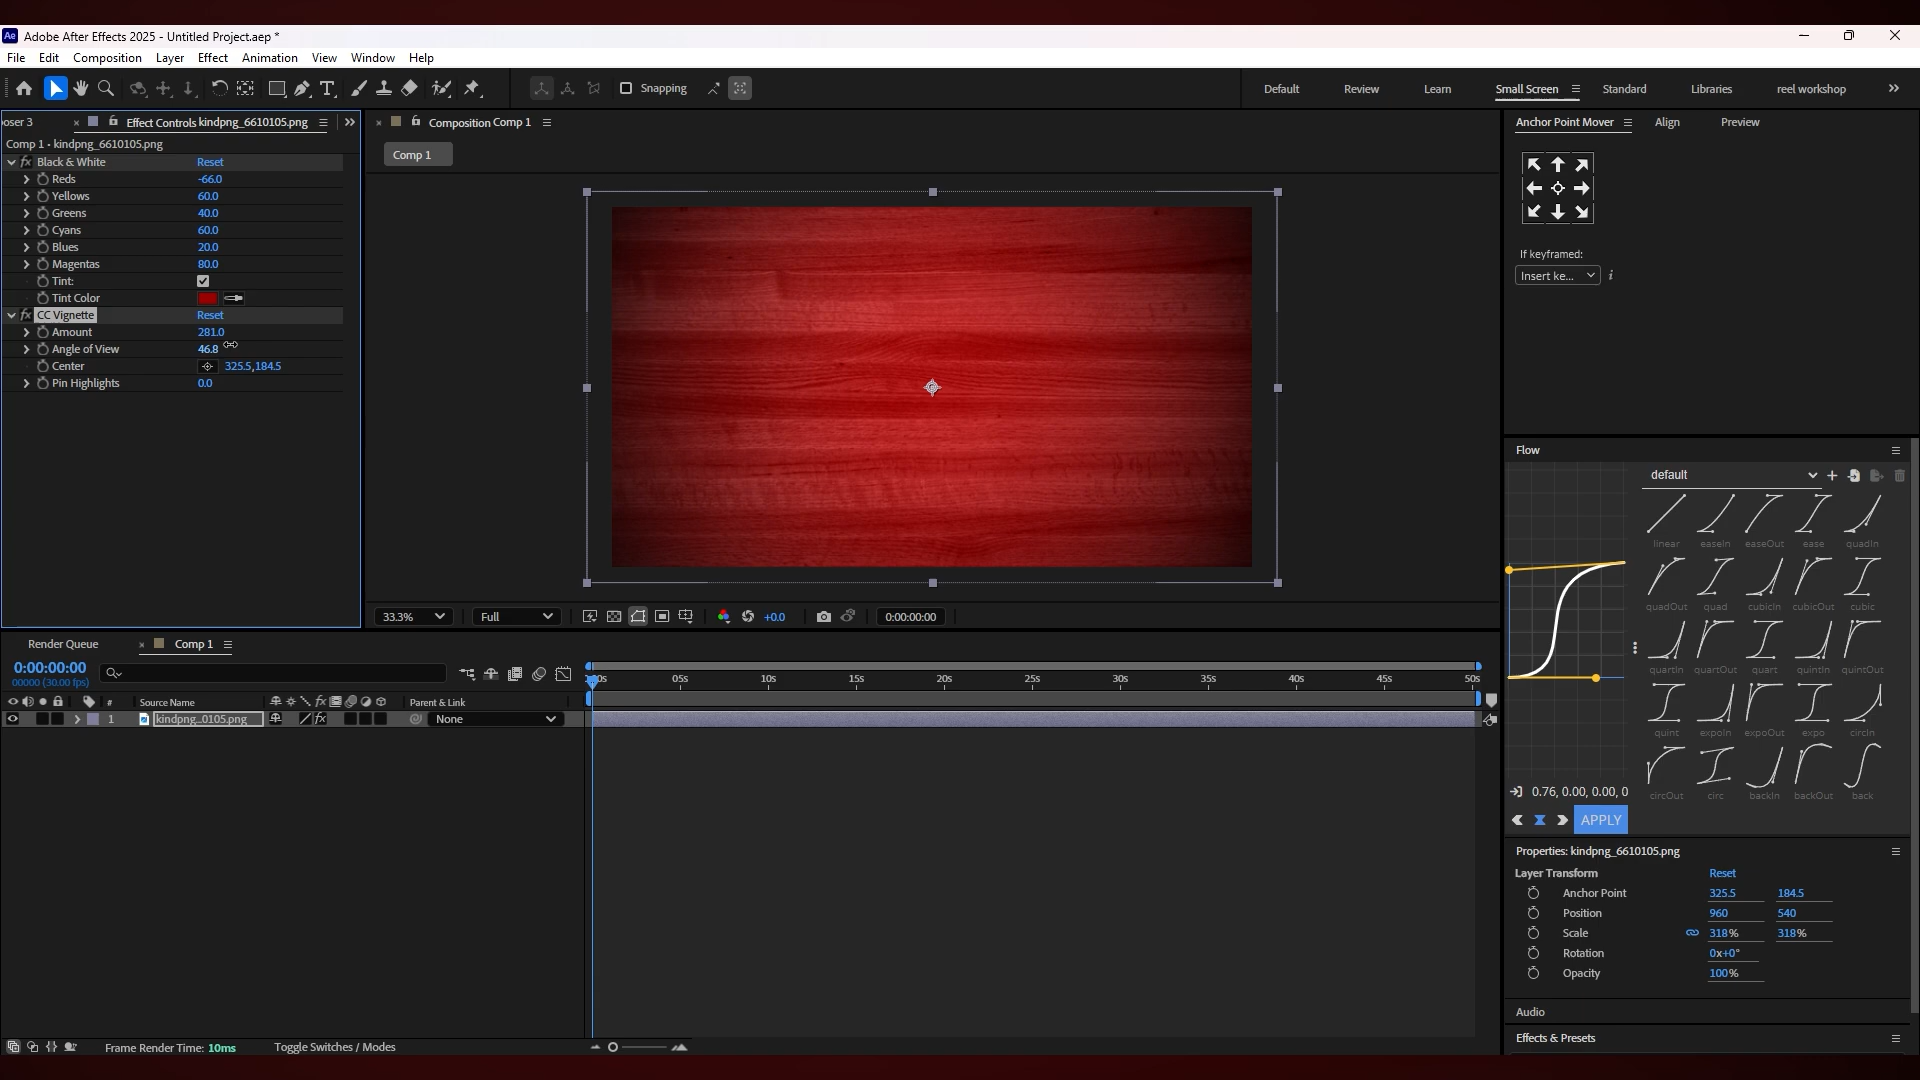 Ae Adobe After Effects 2025 - Untitled Project.aep *
File Edit Composition Layer Effect Animation View Window Help
Snapping
Default Review Learn Small Screen Standard Libraries reel workshop
oser 3 Effect Controls kindpng_6610105.png
Comp 1 · kindpng_6610105.png
fx Black & White Reset
Reds -66.0
Yellows 60.0
Greens 40.0
Cyans 60.0
Blues 20.0
Magentas 80.0
Tint:
Tint Color
fx CC Vignette Reset
Amount 281.0
Angle of View 46.8
Center 325.5,184.5
Pin Highlights 0.0
Composition Comp 1
Comp 1
33.3% Full +0.0 0:00:00:00
Anchor Point Mover Align Preview
If keyframed:
Insert ke... i
Flow
default
linear easeIn easeOut ease quadIn
quadOut quad cubicIn cubicOut cubic
quartIn quartOut quart quintIn quintOut
quint expoIn expoOut expo circIn
circOut circ backIn backOut back
0.76, 0.00, 0.00, 0
APPLY
Properties: kindpng_6610105.png
Layer Transform Reset
Anchor Point 325.5 184.5
Position 960 540
Scale 318% 318%
Rotation 0x+0°
Opacity 100%
Audio
Effects & Presets
Render Queue Comp 1
0:00:00:00
00000 (30.00 fps)
# Source Name fx Parent & Link
1 kindpng_0105.png fx None
:00s 05s 10s 15s 20s 25s 30s 35s 40s 45s 50s
Frame Render Time: 10ms Toggle Switches / Modes